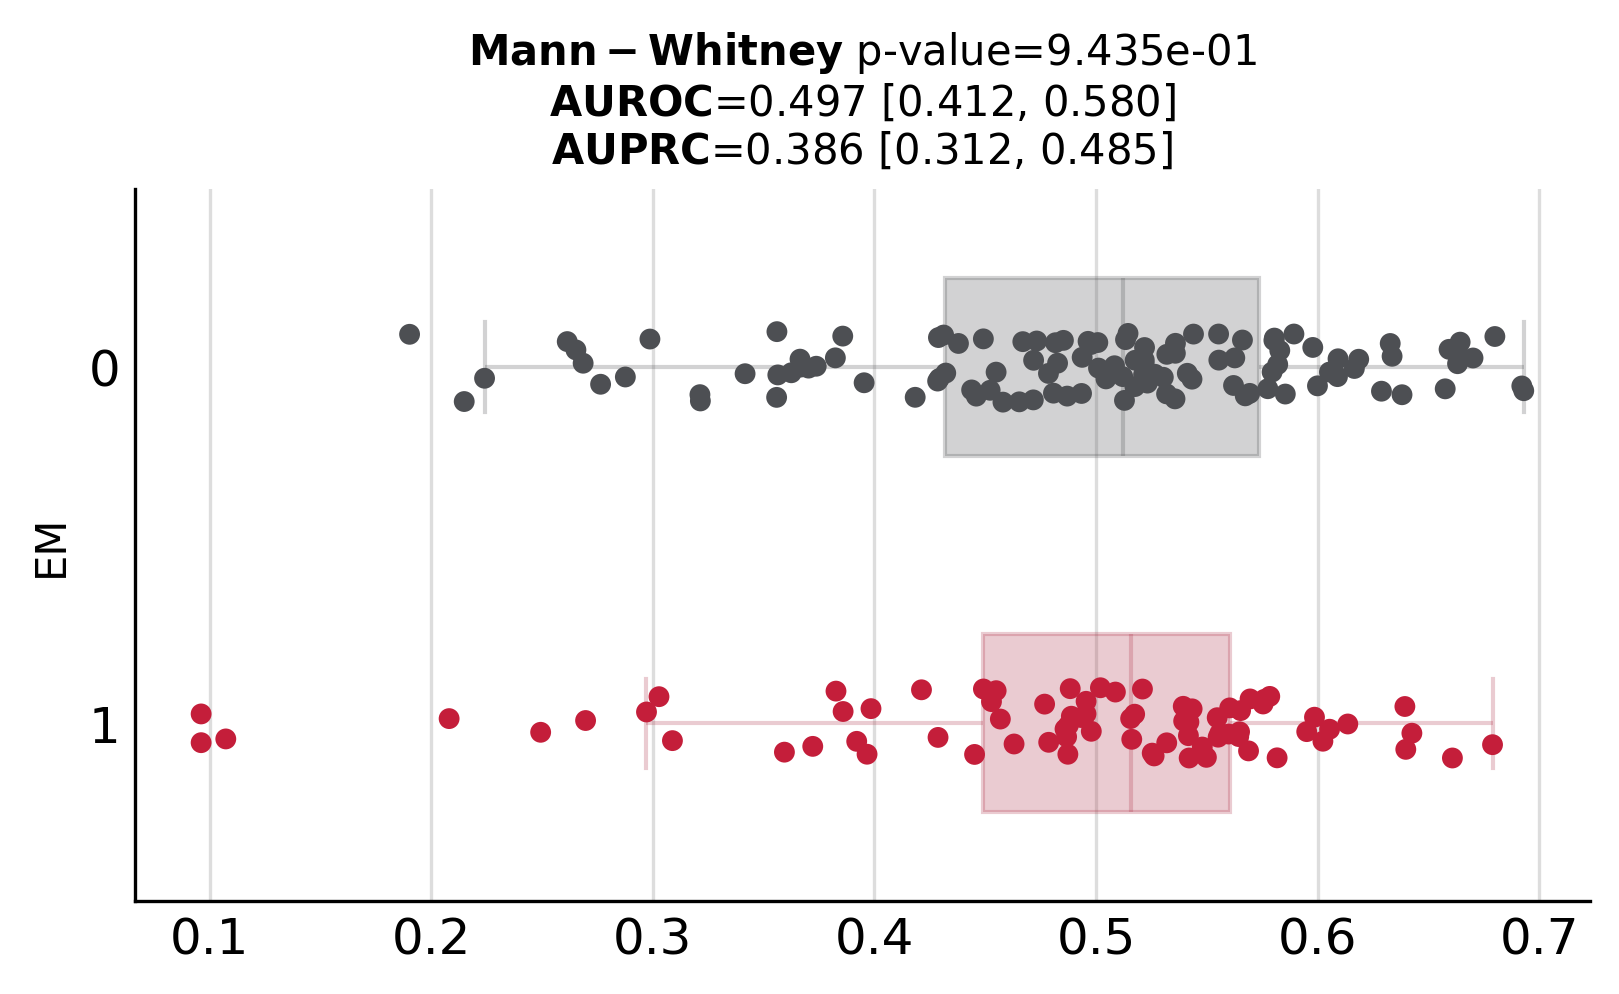 Mann − Whitney p-value=9.435e-01
AUROC=0.497 [0.412, 0.580]
AUPRC=0.386 [0.312, 0.485]
0
EM
1
0.1 0.2 0.3 0.4 0.5 0.6 0.7